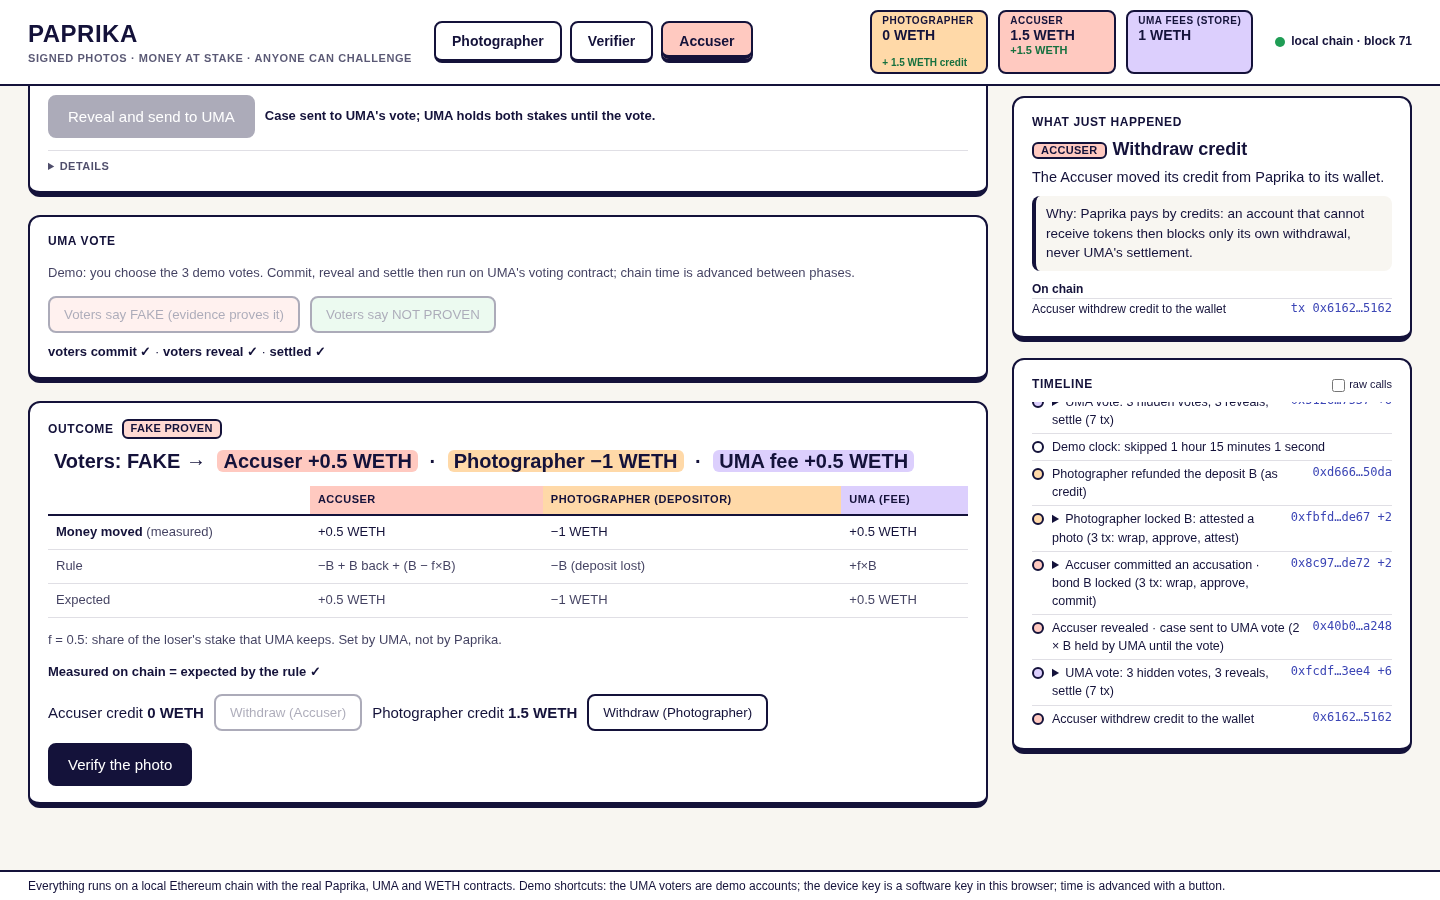 PAPRIKA
SIGNED PHOTOS · MONEY AT STAKE · ANYONE CAN CHALLENGE
Photographer
Verifier
Accuser
PHOTOGRAPHER
0 WETH
+ 1.5 WETH credit
ACCUSER
1.5 WETH
+1.5 WETH
UMA FEES (STORE)
1 WETH
local chain · block 71
Reveal and send to UMA
Case sent to UMA's vote; UMA holds both stakes until the vote.
DETAILS
UMA VOTE
Demo: you choose the 3 demo votes. Commit, reveal and settle then run on UMA's voting contract; chain time is advanced between phases.
Voters say FAKE (evidence proves it)
Voters say NOT PROVEN
voters commit ✓ · voters reveal ✓ · settled ✓
OUTCOME FAKE PROVEN
Voters: FAKE → Accuser +0.5 WETH · Photographer −1 WETH · UMA fee +0.5 WETH
ACCUSER PHOTOGRAPHER (DEPOSITOR) UMA (FEE)
Money moved (measured) +0.5 WETH −1 WETH +0.5 WETH
Rule −B + B back + (B − f×B) −B (deposit lost) +f×B
Expected +0.5 WETH −1 WETH +0.5 WETH
f = 0.5: share of the loser's stake that UMA keeps. Set by UMA, not by Paprika.
Measured on chain = expected by the rule ✓
Accuser credit 0 WETH Withdraw (Accuser) Photographer credit 1.5 WETH Withdraw (Photographer)
Verify the photo
WHAT JUST HAPPENED
ACCUSER Withdraw credit
The Accuser moved its credit from Paprika to its wallet.
Why: Paprika pays by credits: an account that cannot
receive tokens then blocks only its own withdrawal,
never UMA's settlement.
On chain
Accuser withdrew credit to the wallet tx 0x6162…5162
TIMELINE raw calls
UMA vote: 3 hidden votes, 3 reveals,
settle (7 tx)
Demo clock: skipped 1 hour 15 minutes 1 second
Photographer refunded the deposit B (as 0xd666…50da
credit)
Photographer locked B: attested a 0xfbfd…de67 +2
photo (3 tx: wrap, approve, attest)
Accuser committed an accusation · 0x8c97…de72 +2
bond B locked (3 tx: wrap, approve,
commit)
Accuser revealed · case sent to UMA vote (2 0x40b0…a248
× B held by UMA until the vote)
UMA vote: 3 hidden votes, 3 reveals, 0xfcdf…3ee4 +6
settle (7 tx)
Accuser withdrew credit to the wallet 0x6162…5162
Everything runs on a local Ethereum chain with the real Paprika, UMA and WETH contracts. Demo shortcuts: the UMA voters are demo accounts; the device key is a software key in this browser; time is advanced with a button.